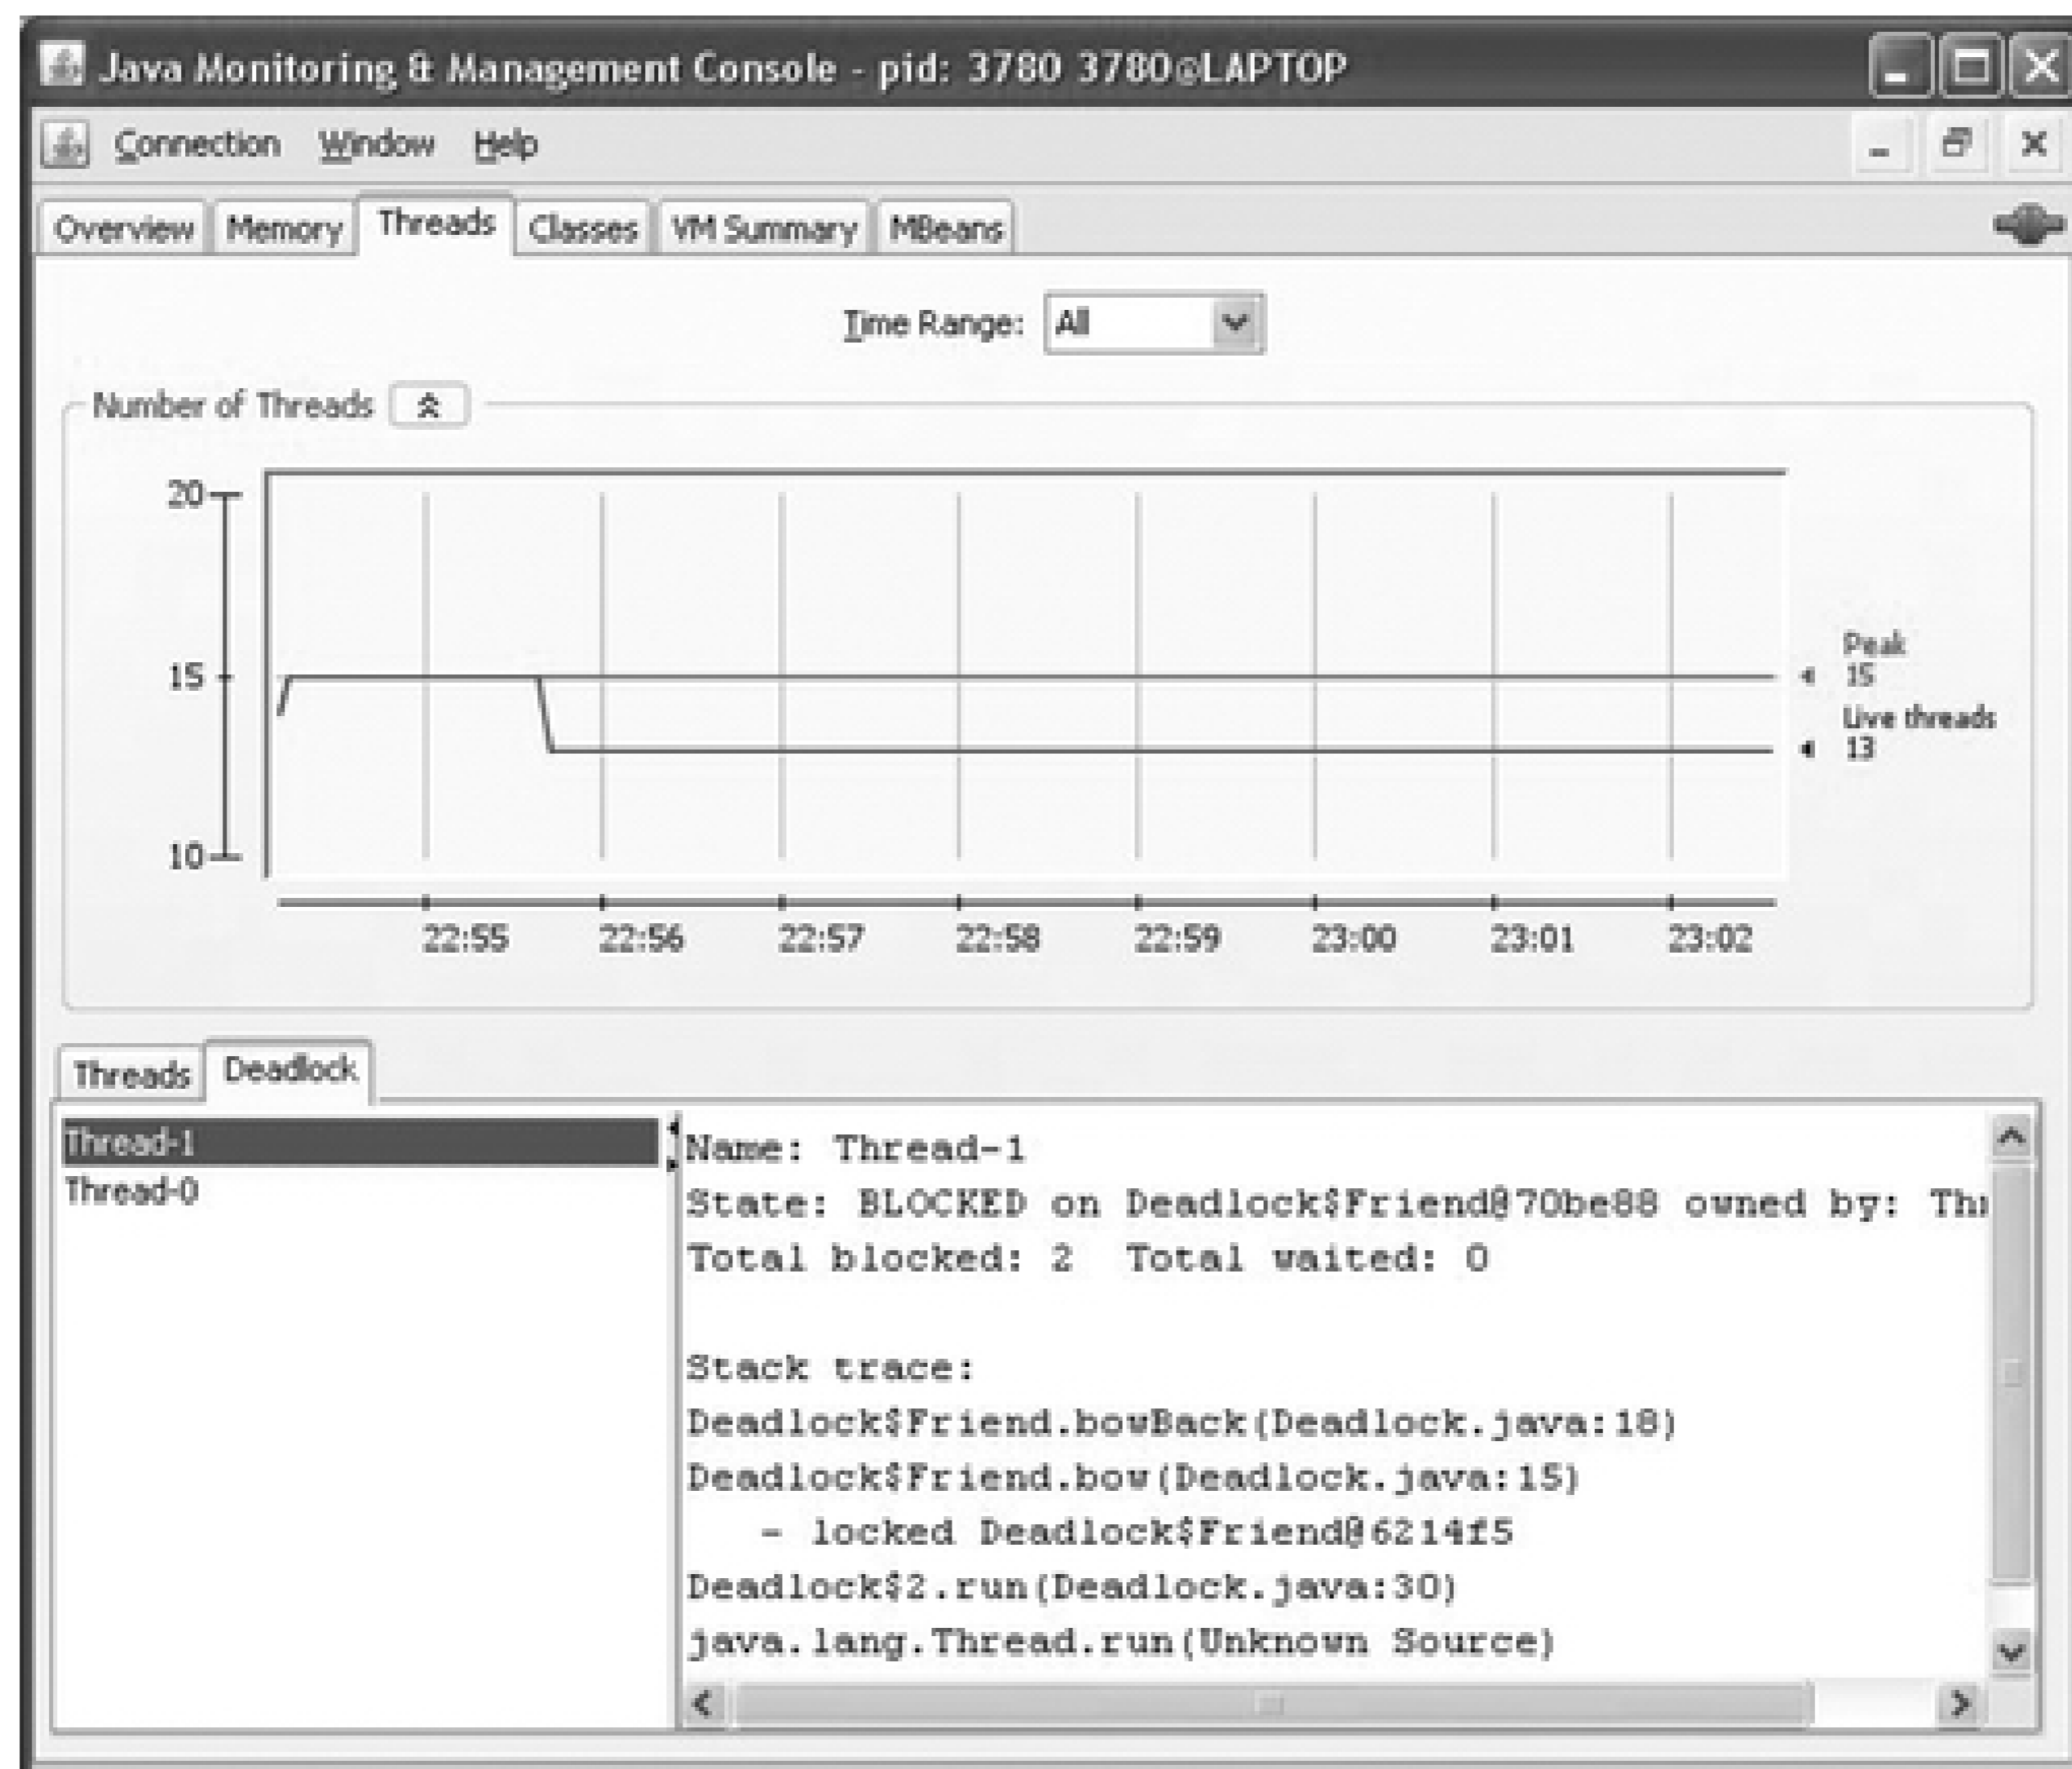 Java Monitoring & Management Console - pid: 3780 3780@LAPTOP
Connection Window Help
Overview Memory Threads Classes VM Summary MBeans
Time Range: All
Number of Threads
20
15
10
Peak
15
Live threads
13
22:55 22:56 22:57 22:58 22:59 23:00 23:01 23:02
Threads Deadlock
Thread-1
Thread-0
Name: Thread-1
State: BLOCKED on Deadlock$Friend@70be88 owned by:
Total blocked: 2 Total waited: 0
Stack trace:
Deadlock$Friend.bowBack(Deadlock.java:18)
Deadlock$Friend.bow(Deadlock.java:15)
- locked Deadlock$Friend@6214f5
Deadlock$2.run(Deadlock.java:30)
java.lang.Thread.run(Unknown Source)